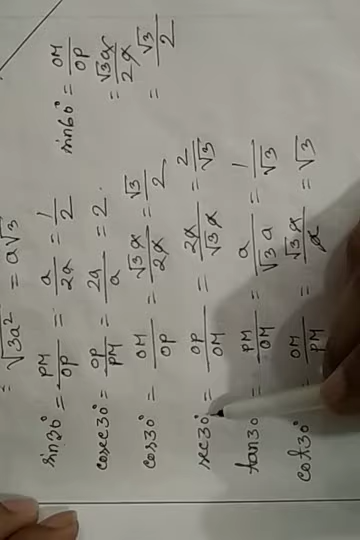 = √3a² = a√3
sin30° = PM/OP = a/2a = 1/2
cosec30° = OP/PM = 2a/a = 2.
cos30° = OM/OP = √3a/2a = √3/2
sec30° = OP/OM = 2a/√3a = 2/√3
tan30° = PM/OM = a/√3a = 1/√3
cot30° = OM/PM = √3a/a = √3
sin60° = OM/OP
= √3a/2a
= √3/2